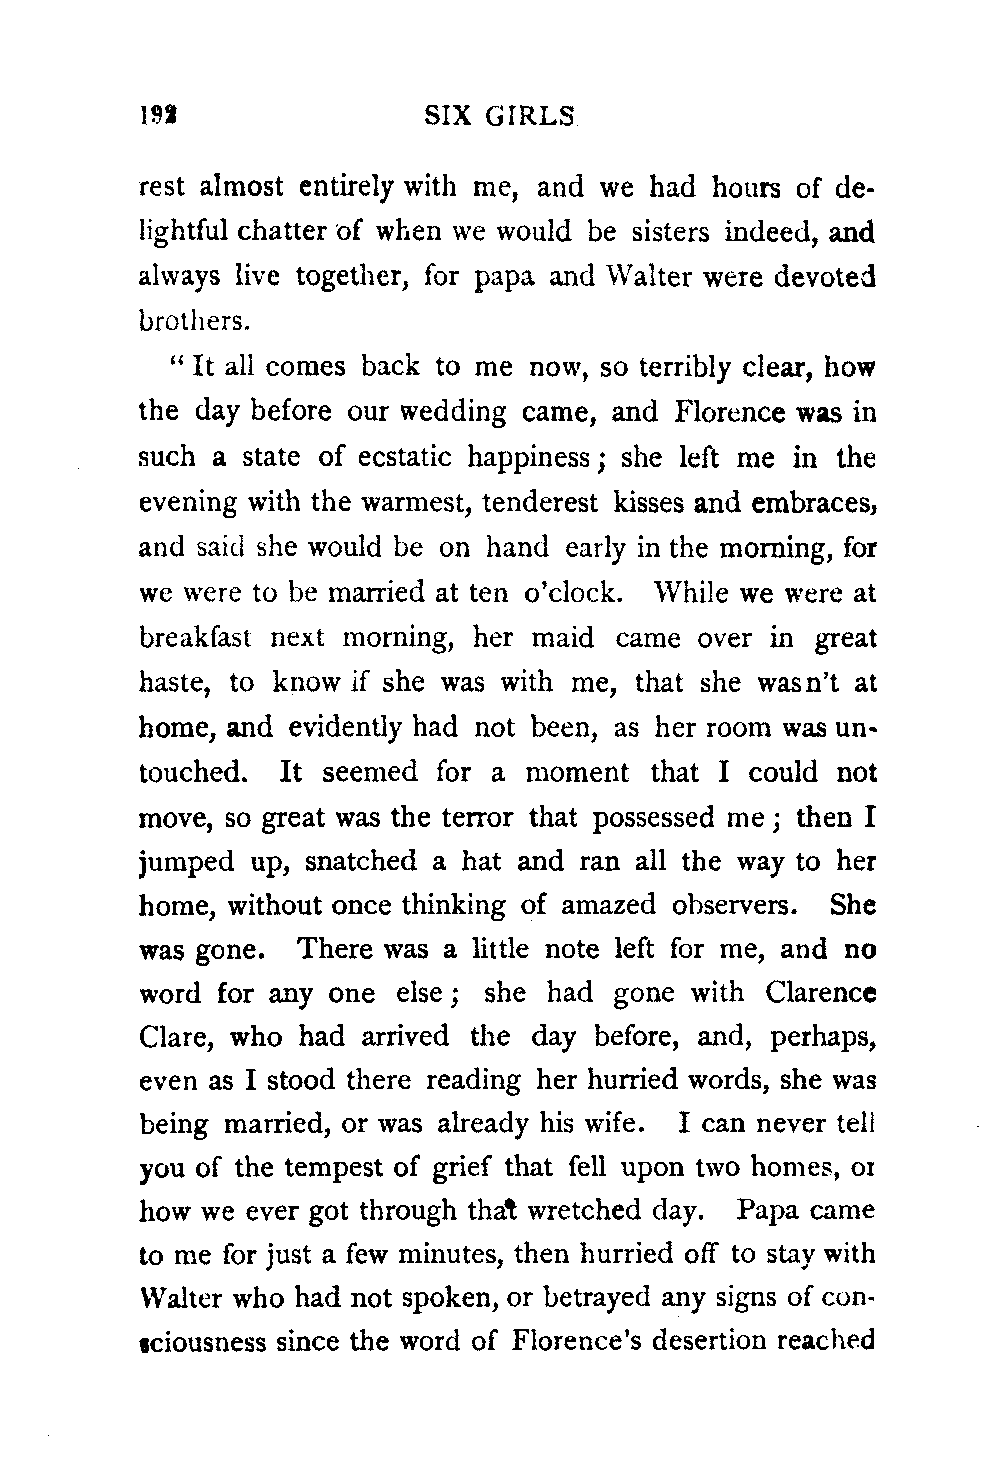 192 SIX GIRLS
rest almost entirely with me, and we had hours of de-
lightful chatter of when we would be sisters indeed, and
always live together, for papa and Walter were devoted
brothers.
“ It all comes back to me now, so terribly clear, how
the day before our wedding came, and Florence was in
such a state of ecstatic happiness; she left me in the
evening with the warmest, tenderest kisses and embraces,
and said she would be on hand early in the morning, for
we were to be married at ten o’clock. While we were at
breakfast next morning, her maid came over in great
haste, to know if she was with me, that she wasn’t at
home, and evidently had not been, as her room was un-
touched. It seemed for a moment that I could not
move, so great was the terror that possessed me; then I
jumped up, snatched a hat and ran all the way to her
home, without once thinking of amazed observers. She
was gone. There was a little note left for me, and no
word for any one else; she had gone with Clarence
Clare, who had arrived the day before, and, perhaps,
even as I stood there reading her hurried words, she was
being married, or was already his wife. I can never tell
you of the tempest of grief that fell upon two homes, or
how we ever got through that wretched day. Papa came
to me for just a few minutes, then hurried off to stay with
Walter who had not spoken, or betrayed any signs of con-
sciousness since the word of Florence's desertion reached